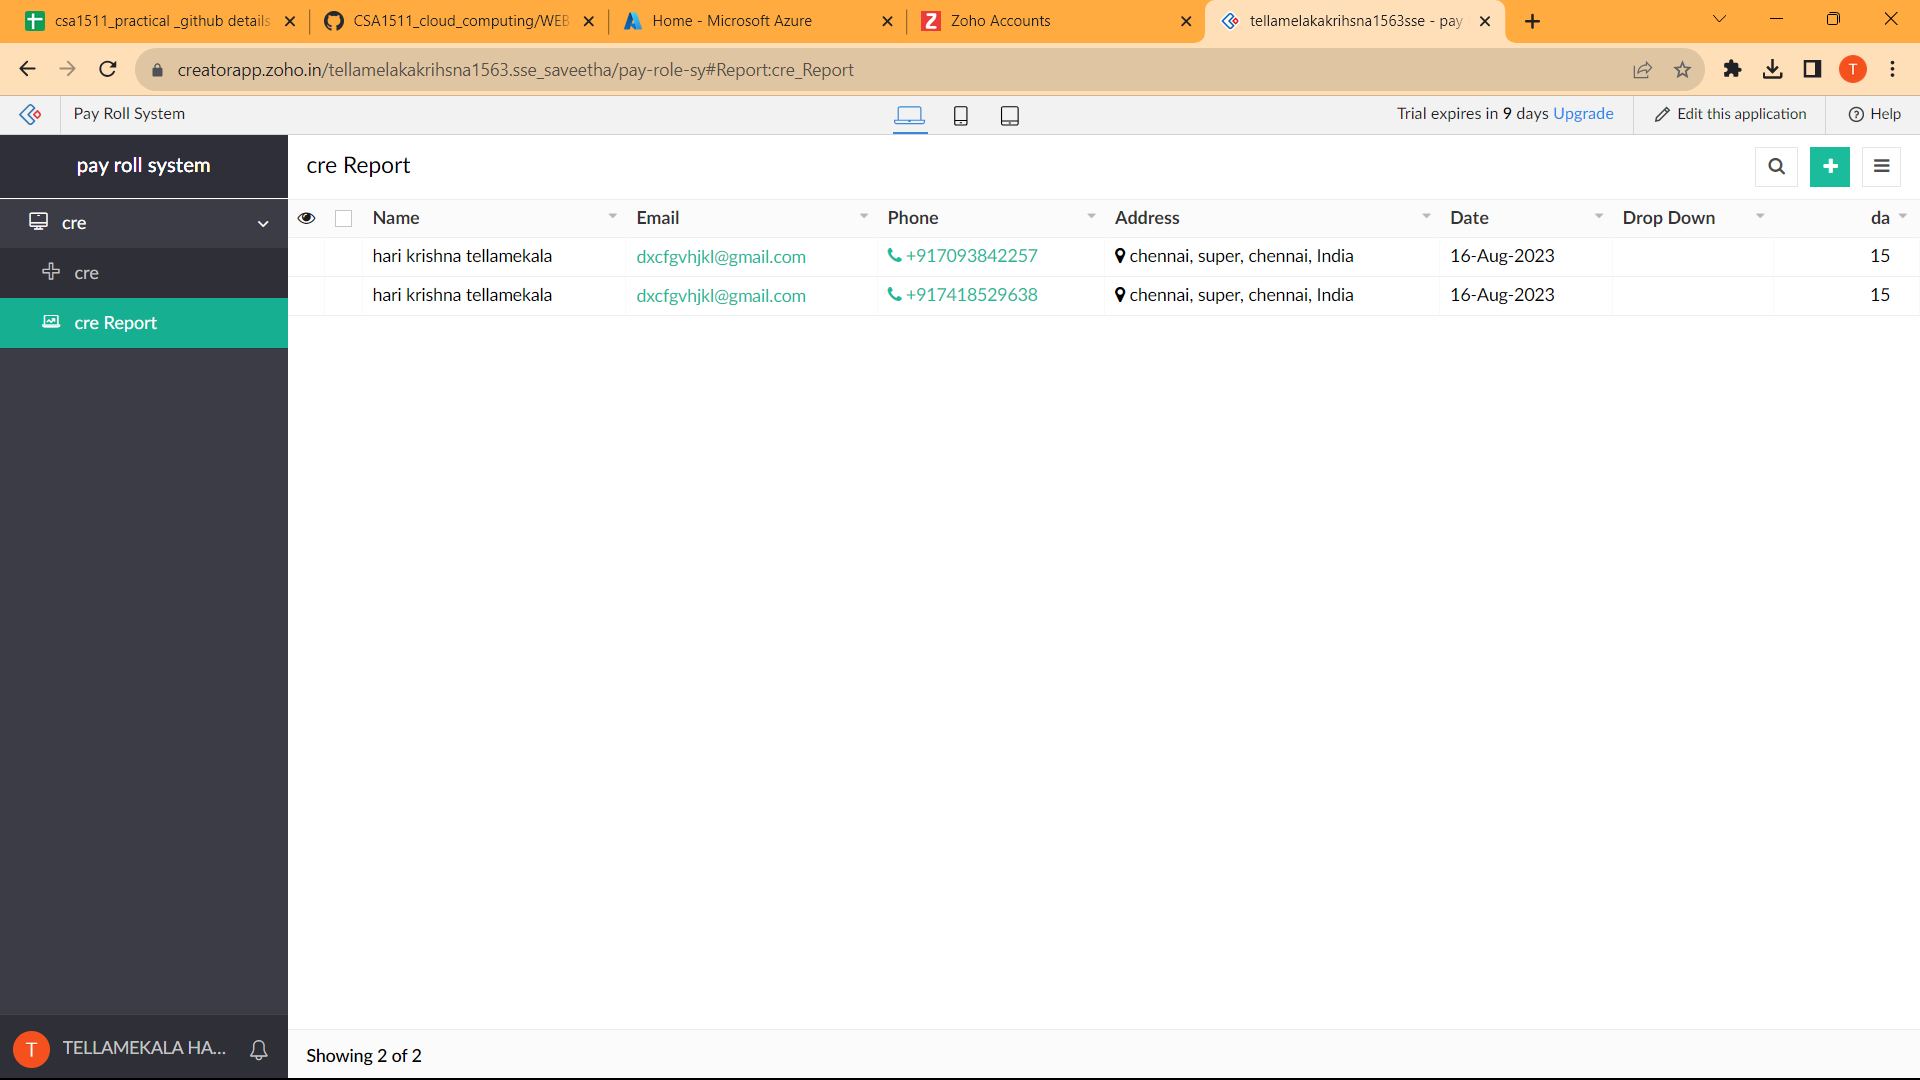 csa1511_practical _github details
CSA1511_cloud_computing/WEB
Home - Microsoft Azure
Z Zoho Accounts
tellamelakakrihsna1563sse - pay
creatorapp.zoho.in/tellamelakakrihsna1563.sse_saveetha/pay-role-sy#Report:cre_Report
T
Pay Roll System
Trial expires in 9 days Upgrade
Edit this application
Help
pay roll system
cre
cre
cre Report
cre Report
Name Email Phone Address Date Drop Down da
hari krishna tellamekala dxcfgvhjkl@gmail.com +917093842257 chennai, super, chennai, India 16-Aug-2023 15
hari krishna tellamekala dxcfgvhjkl@gmail.com +917418529638 chennai, super, chennai, India 16-Aug-2023 15
T TELLAMEKALA HA...
Showing 2 of 2